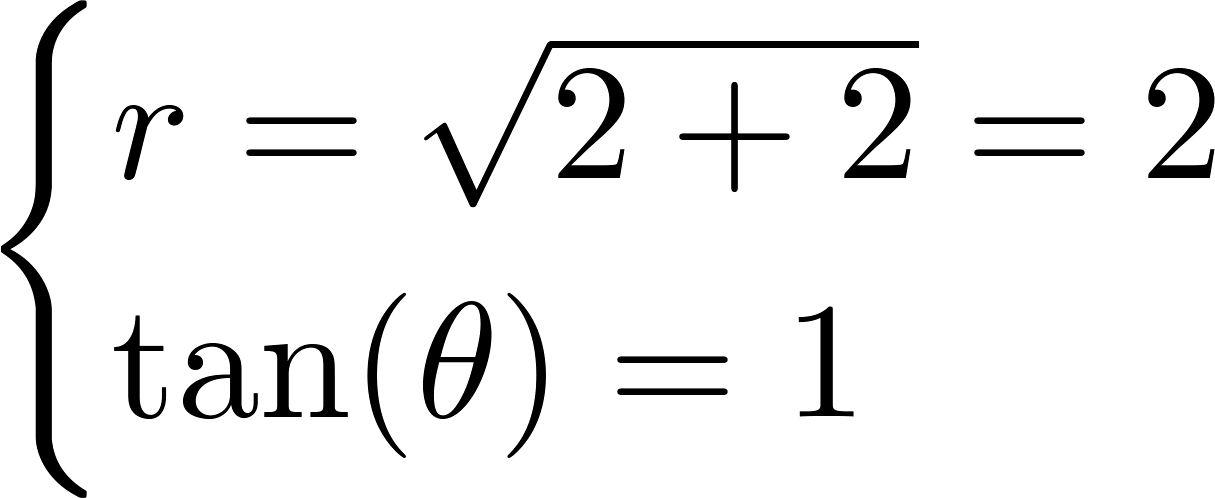 r = √2 + 2 = 2
tan(θ) = 1